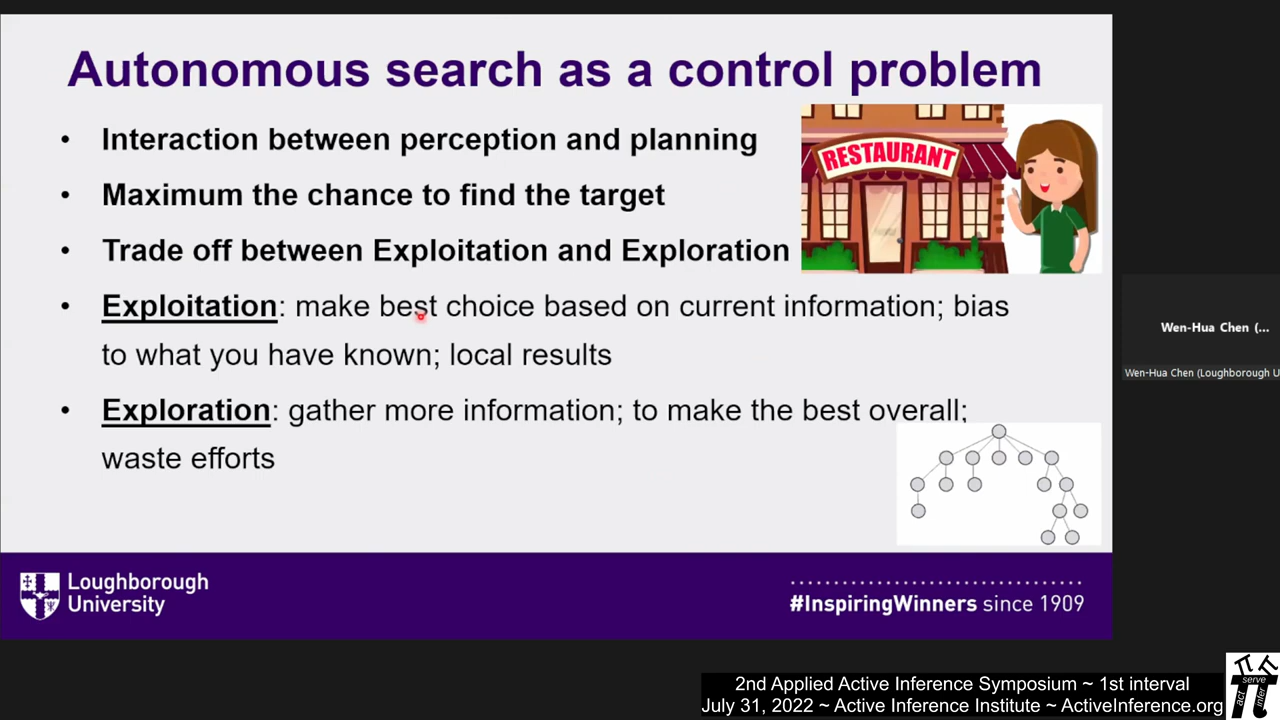 Autonomous search as a control problem
• Interaction between perception and planning
• Maximum the chance to find the target
• Trade off between Exploitation and Exploration
• Exploitation: make best choice based on current information; bias
to what you have known; local results
• Exploration: gather more information; to make the best overall;
waste efforts
RESTAURANT
Loughborough
University
#InspiringWinners since 1909
Wen-Hua Chen (...
Wen-Hua Chen (Loughborough U
2nd Applied Active Inference Symposium ~ 1st interval
July 31, 2022 ~ Active Inference Institute ~ ActiveInference.org
act
serve
infer